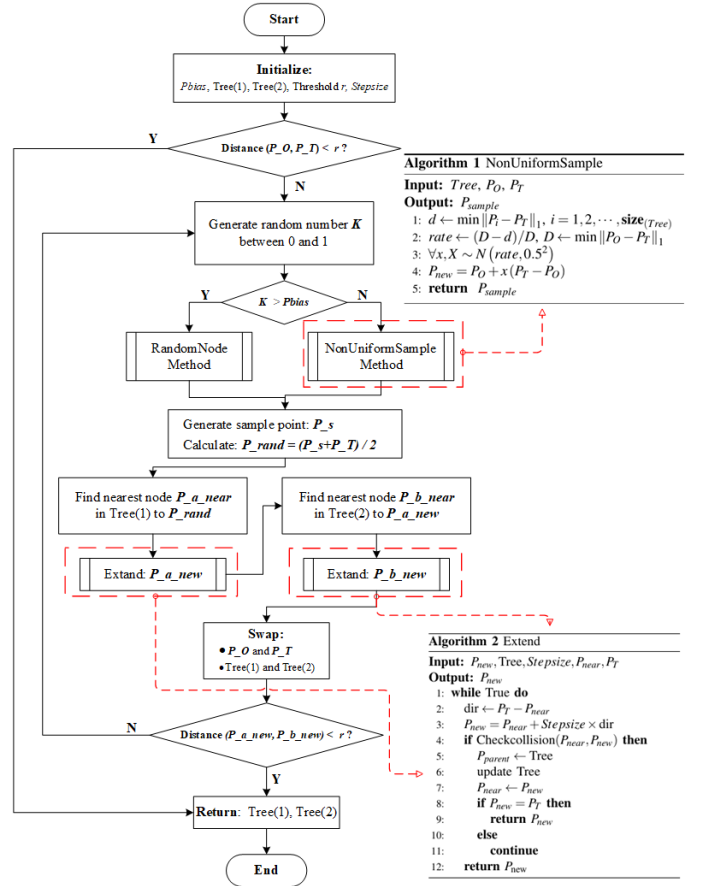 Start
Initialize:
Pbias, Tree(1), Tree(2), Threshold r, Stepsize
Y
Distance (P_O, P_T) < r ?
N
Generate random number K
between 0 and 1
Y
K > Pbias
N
RandomNode
Method
NonUniformSample
Method
Generate sample point: P_s
Calculate: P_rand = (P_s+P_T) / 2
Find nearest node P_a_near
in Tree(1) to P_rand
Find nearest node P_b_near
in Tree(2) to P_a_new
Extand: P_a_new
Extand: P_b_new
Swap:
● P_O and P_T
● Tree(1) and Tree(2)
N
Distance (P_a_new, P_b_new) < r ?
Y
Return: Tree(1), Tree(2)
End
Algorithm 1 NonUniformSample
Input: Tree, P_O, P_T
Output: P_sample
1: d ← min ‖P_i − P_T‖_1, i = 1, 2, ⋯, size_(Tree)
2: rate ← (D − d)/D, D ← min ‖P_O − P_T‖_1
3: ∀x, X ∼ N (rate, 0.5²)
4: P_new = P_O + x (P_T − P_O)
5: return P_sample
Algorithm 2 Extend
Input: P_new, Tree, Stepsize, P_near, P_T
Output: P_new
1: while True do
2: dir ← P_T − P_near
3: P_new = P_near + Stepsize × dir
4: if Checkcollision(P_near, P_new) then
5: P_parent ← Tree
6: update Tree
7: P_near ← P_new
8: if P_new = P_T then
9: return P_new
10: else
11: continue
12: return P_new